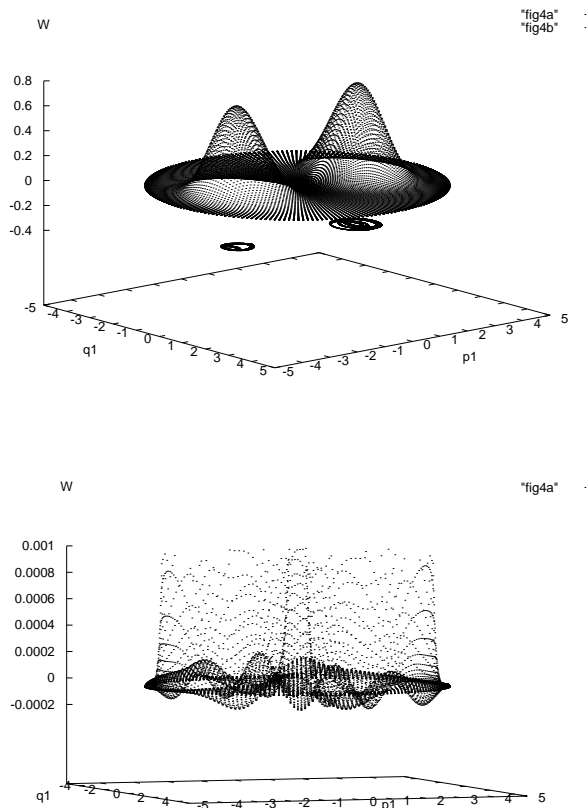 "fig4a"
"fig4b"
W
0.8
0.6
0.4
0.2
0
-0.2
-0.4
-5 -4 -3 -2 -1 0 1 2 3 4 5
q1
-5 -4 -3 -2 -1 0 1 2 3 4 5
p1
W
"fig4a"
0.001
0.0008
0.0006
0.0004
0.0002
0
-0.0002
q1
-4 -2 0 2 4
-5 -4 -3 -2 -1 0 1 2 3 4 5
p1